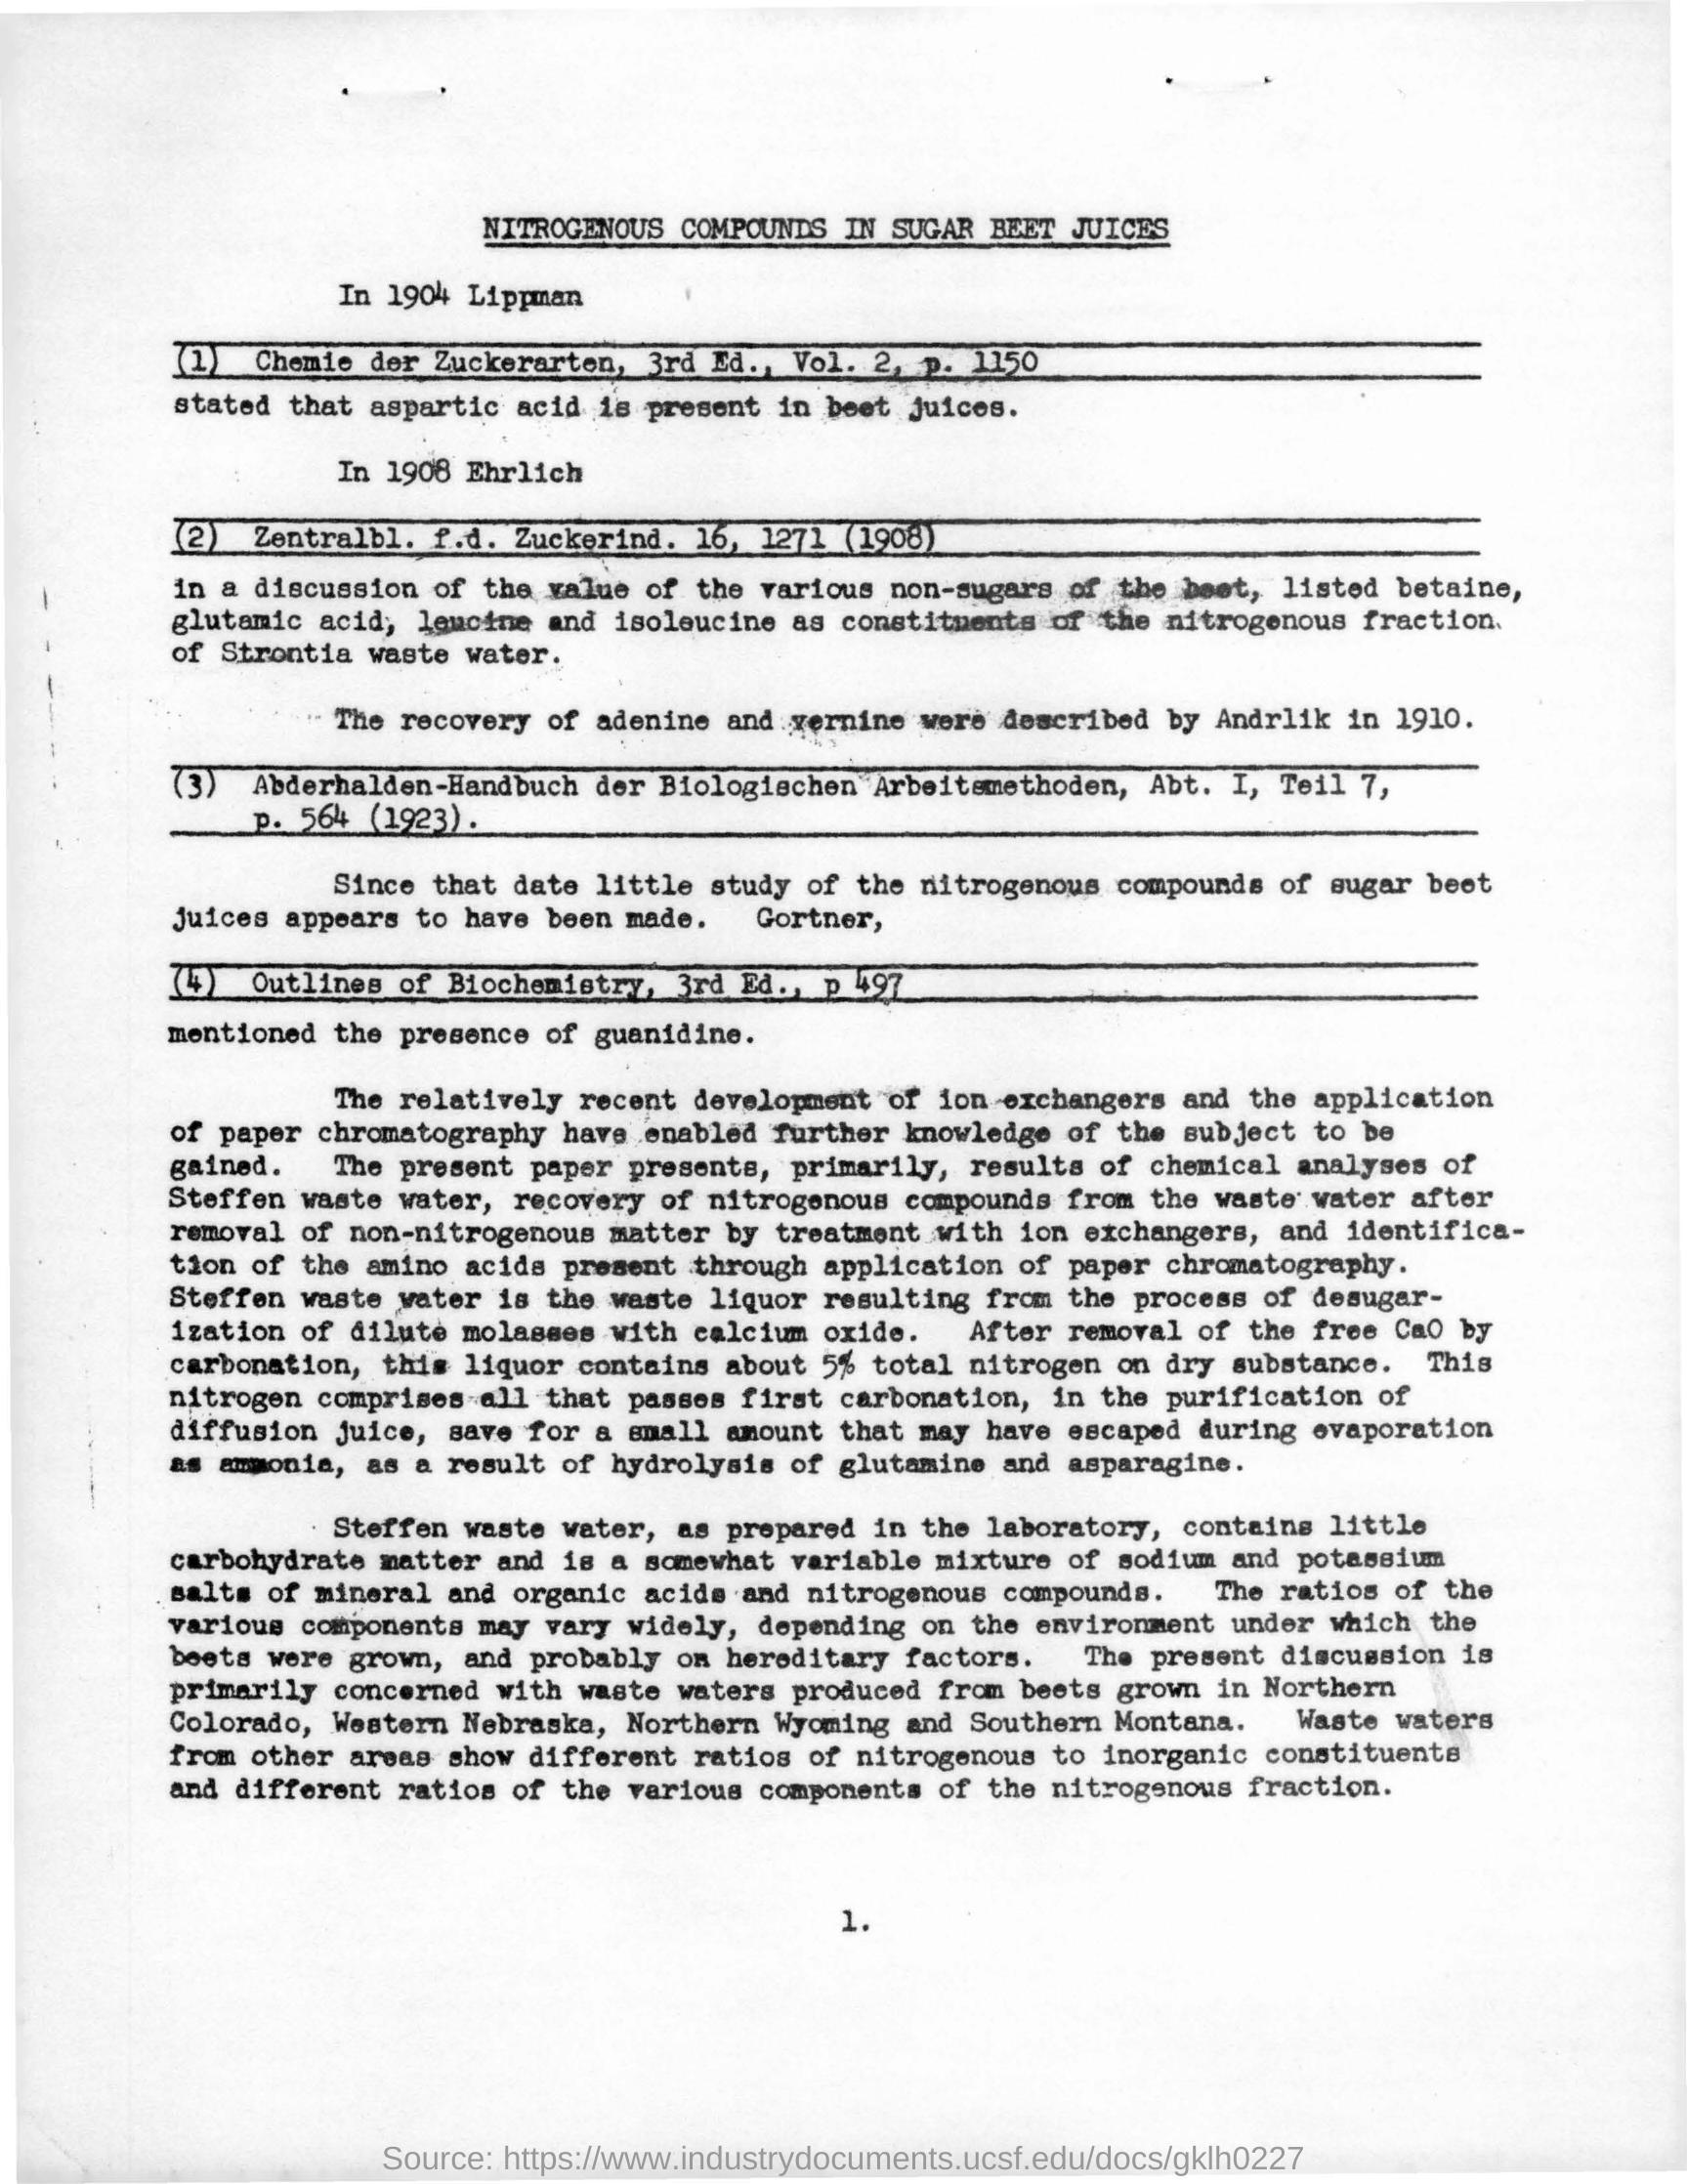 NITROGENOUS COMPOUNDS IN SUGAR BEET JUICES
In 1904 Lippman
(1) Chemie der Zuckerarten, 3rd Ed., Vol. 2, p. 1150
stated that aspartic acid is present in beet juices.
In 1908 Ehrlich
(2) Zentralbl. f.d. Zuckerind. 16, 1271 (1908)
in a discussion of the value of the various non-sugars of the beet, listed betaine,
glutamic acid, leucine and isoleucine as constituents of the nitrogenous fraction
of Strontia waste water.
The recovery of adenine and vernine were described by Andrlik in 1910.
(3) Abderhalden-Handbuch der Biologischen Arbeitsmethoden, Abt. I, Teil 7,
p. 564 (1923).
Since that date little study of the nitrogenous compounds of sugar beet
juices appears to have been made. Gortner,
(4) Outlines of Biochemistry, 3rd Ed., p 497
mentioned the presence of guanidine.
The relatively recent development of ion exchangers and the application
of paper chromatography have enabled further knowledge of the subject to be
gained. The present paper presents, primarily, results of chemical analyses of
Steffen waste water, recovery of nitrogenous compounds from the waste water after
removal of non-nitrogenous matter by treatment with ion exchangers, and identifica-
tion of the amino acids present through application of paper chromatography.
Steffen waste water is the waste liquor resulting from the process of desugar-
ization of dilute molasses with calcium oxide. After removal of the free CaO by
carbonation, this liquor contains about 5% total nitrogen on dry substance. This
nitrogen comprises all that passes first carbonation, in the purification of
diffusion juice, save for a small amount that may have escaped during evaporation
as ammonia, as a result of hydrolysis of glutamine and asparagine.
Steffen waste water, as prepared in the laboratory, contains little
carbohydrate matter and is a somewhat variable mixture of sodium and potassium
salts of mineral and organic acids and nitrogenous compounds. The ratios of the
various components may vary widely, depending on the environment under which the
beets were grown, and probably on hereditary factors. The present discussion is
primarily concerned with waste waters produced from beets grown in Northern
Colorado, Western Nebraska, Northern Wyoming and Southern Montana. Waste waters
from other areas show different ratios of nitrogenous to inorganic constituents
and different ratios of the various components of the nitrogenous fraction.
1.
Source: https://www.industrydocuments.ucsf.edu/docs/gklh0227